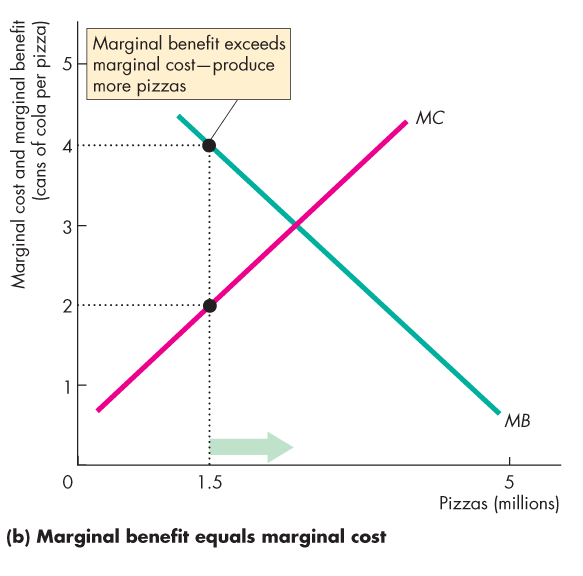 Marginal cost and marginal benefit
(cans of cola per pizza)
Marginal benefit exceeds
marginal cost—produce
more pizzas
5
4
3
2
1
0
MC
MB
1.5
5
Pizzas (millions)
(b) Marginal benefit equals marginal cost